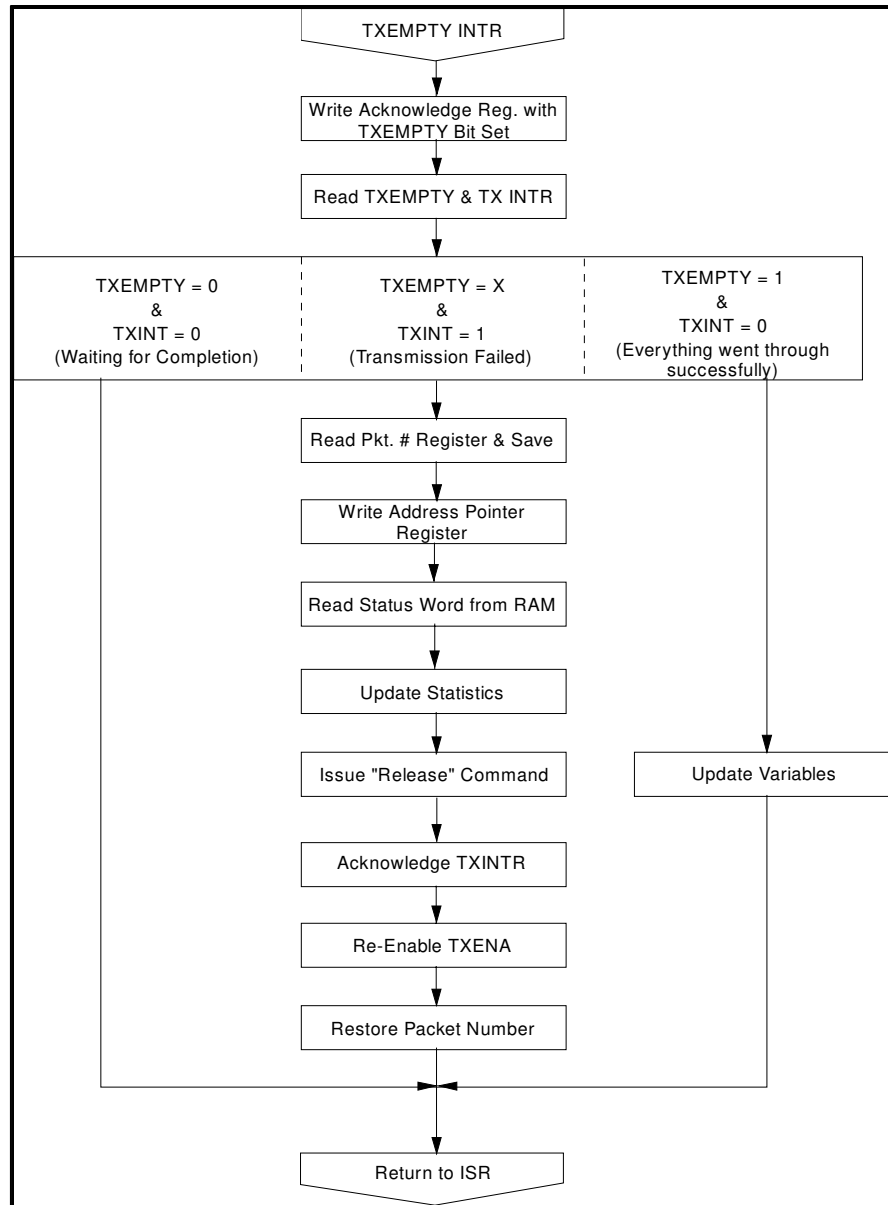 TXEMPTY INTR
Write Acknowledge Reg. with
TXEMPTY Bit Set
Read TXEMPTY & TX INTR
TXEMPTY = 0
&
TXINT = 0
(Waiting for Completion)
TXEMPTY = X
&
TXINT = 1
(Transmission Failed)
TXEMPTY = 1
&
TXINT = 0
(Everything went through
successfully)
Read Pkt. # Register & Save
Write Address Pointer
Register
Read Status Word from RAM
Update Statistics
Issue "Release" Command
Update Variables
Acknowledge TXINTR
Re-Enable TXENA
Restore Packet Number
Return to ISR